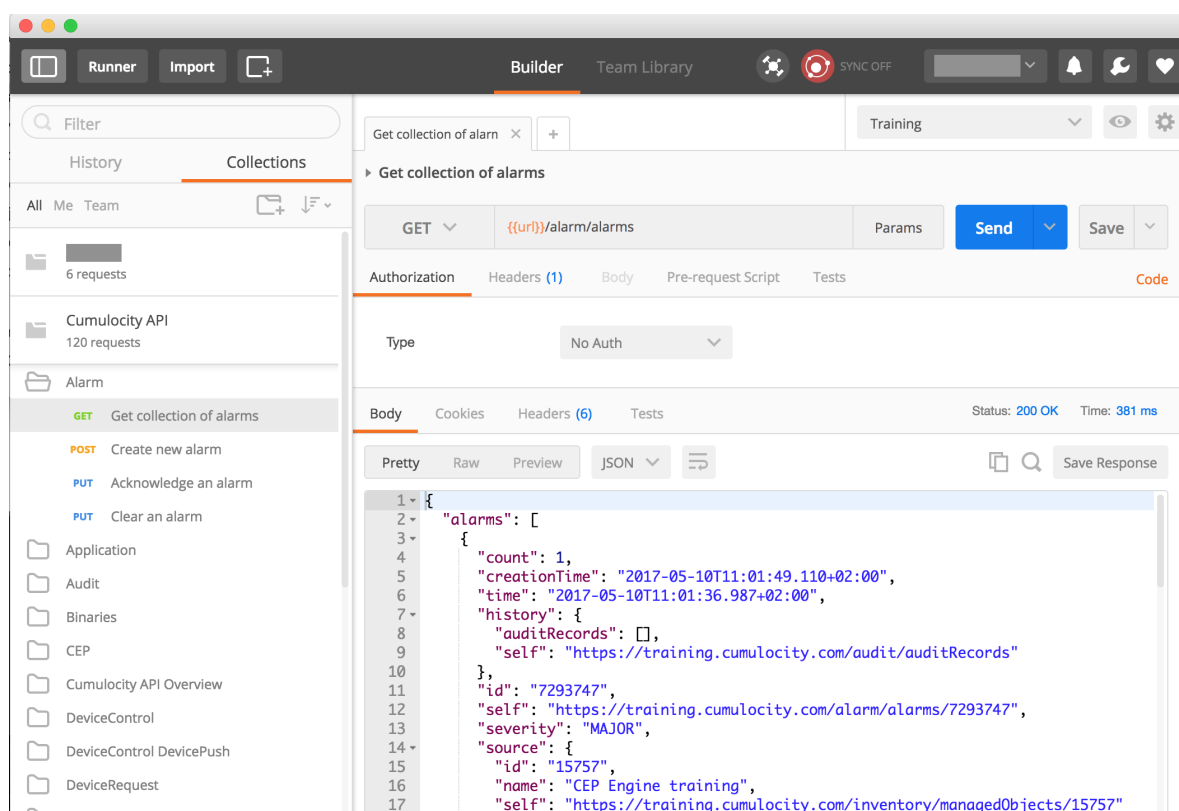 Runner Import Builder Team Library SYNC OFF
Filter
Get collection of alarm × + Training
History Collections
Get collection of alarms
All Me Team
GET {{url}}/alarm/alarms Params Send Save
6 requests
Authorization Headers (1) Body Pre-request Script Tests Code
Cumulocity API
120 requests
Type No Auth
Alarm
GET Get collection of alarms
POST Create new alarm
PUT Acknowledge an alarm
PUT Clear an alarm
Application
Audit
Binaries
CEP
Cumulocity API Overview
DeviceControl
DeviceControl DevicePush
DeviceRequest
Body Cookies Headers (6) Tests Status: 200 OK Time: 381 ms
Pretty Raw Preview JSON Save Response
1 {
2 "alarms": [
3 {
4 "count": 1,
5 "creationTime": "2017-05-10T11:01:49.110+02:00",
6 "time": "2017-05-10T11:01:36.987+02:00",
7 "history": {
8 "auditRecords": [],
9 "self": "https://training.cumulocity.com/audit/auditRecords"
10 },
11 "id": "7293747",
12 "self": "https://training.cumulocity.com/alarm/alarms/7293747",
13 "severity": "MAJOR",
14 "source": {
15 "id": "15757",
16 "name": "CEP Engine training",
17 "self": "https://training.cumulocity.com/inventory/managedObjects/15757"